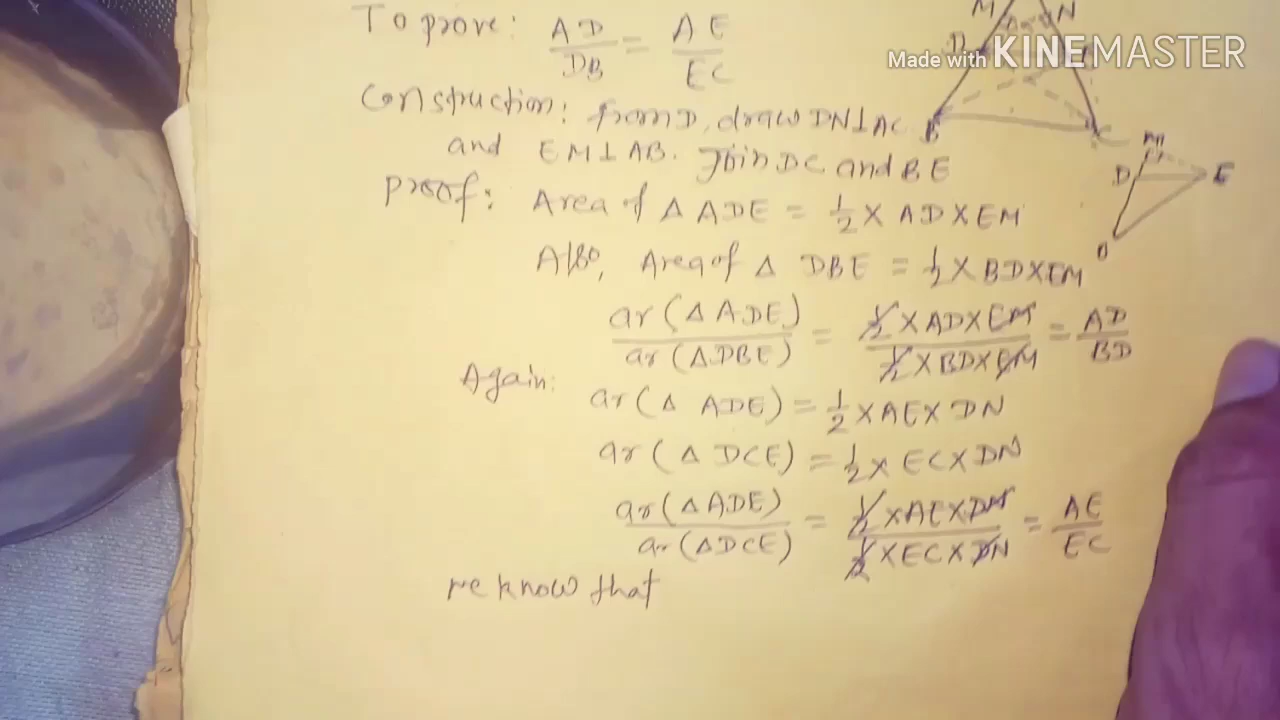 To prove: AD/DB = AE/EC
Construction: from D, draw DN⊥AC
and EM⊥AB. Join DC and BE
Proof: Area of △ ADE = 1/2 × AD × EM
Also, Area of △ DBE = 1/2 × BD × EM
ar(△ADE)/ar(△DBE) = 1/2 × AD × EM / 1/2 × BD × EM = AD/BD
Again: ar(△ ADE) = 1/2 × AE × DN
ar(△ DCE) = 1/2 × EC × DN
ar(△ADE)/ar(△DCE) = 1/2 × AE × DN / 1/2 × EC × DN = AE/EC
we know that
M N
D
B C
M
D E
Made with KINEMASTER